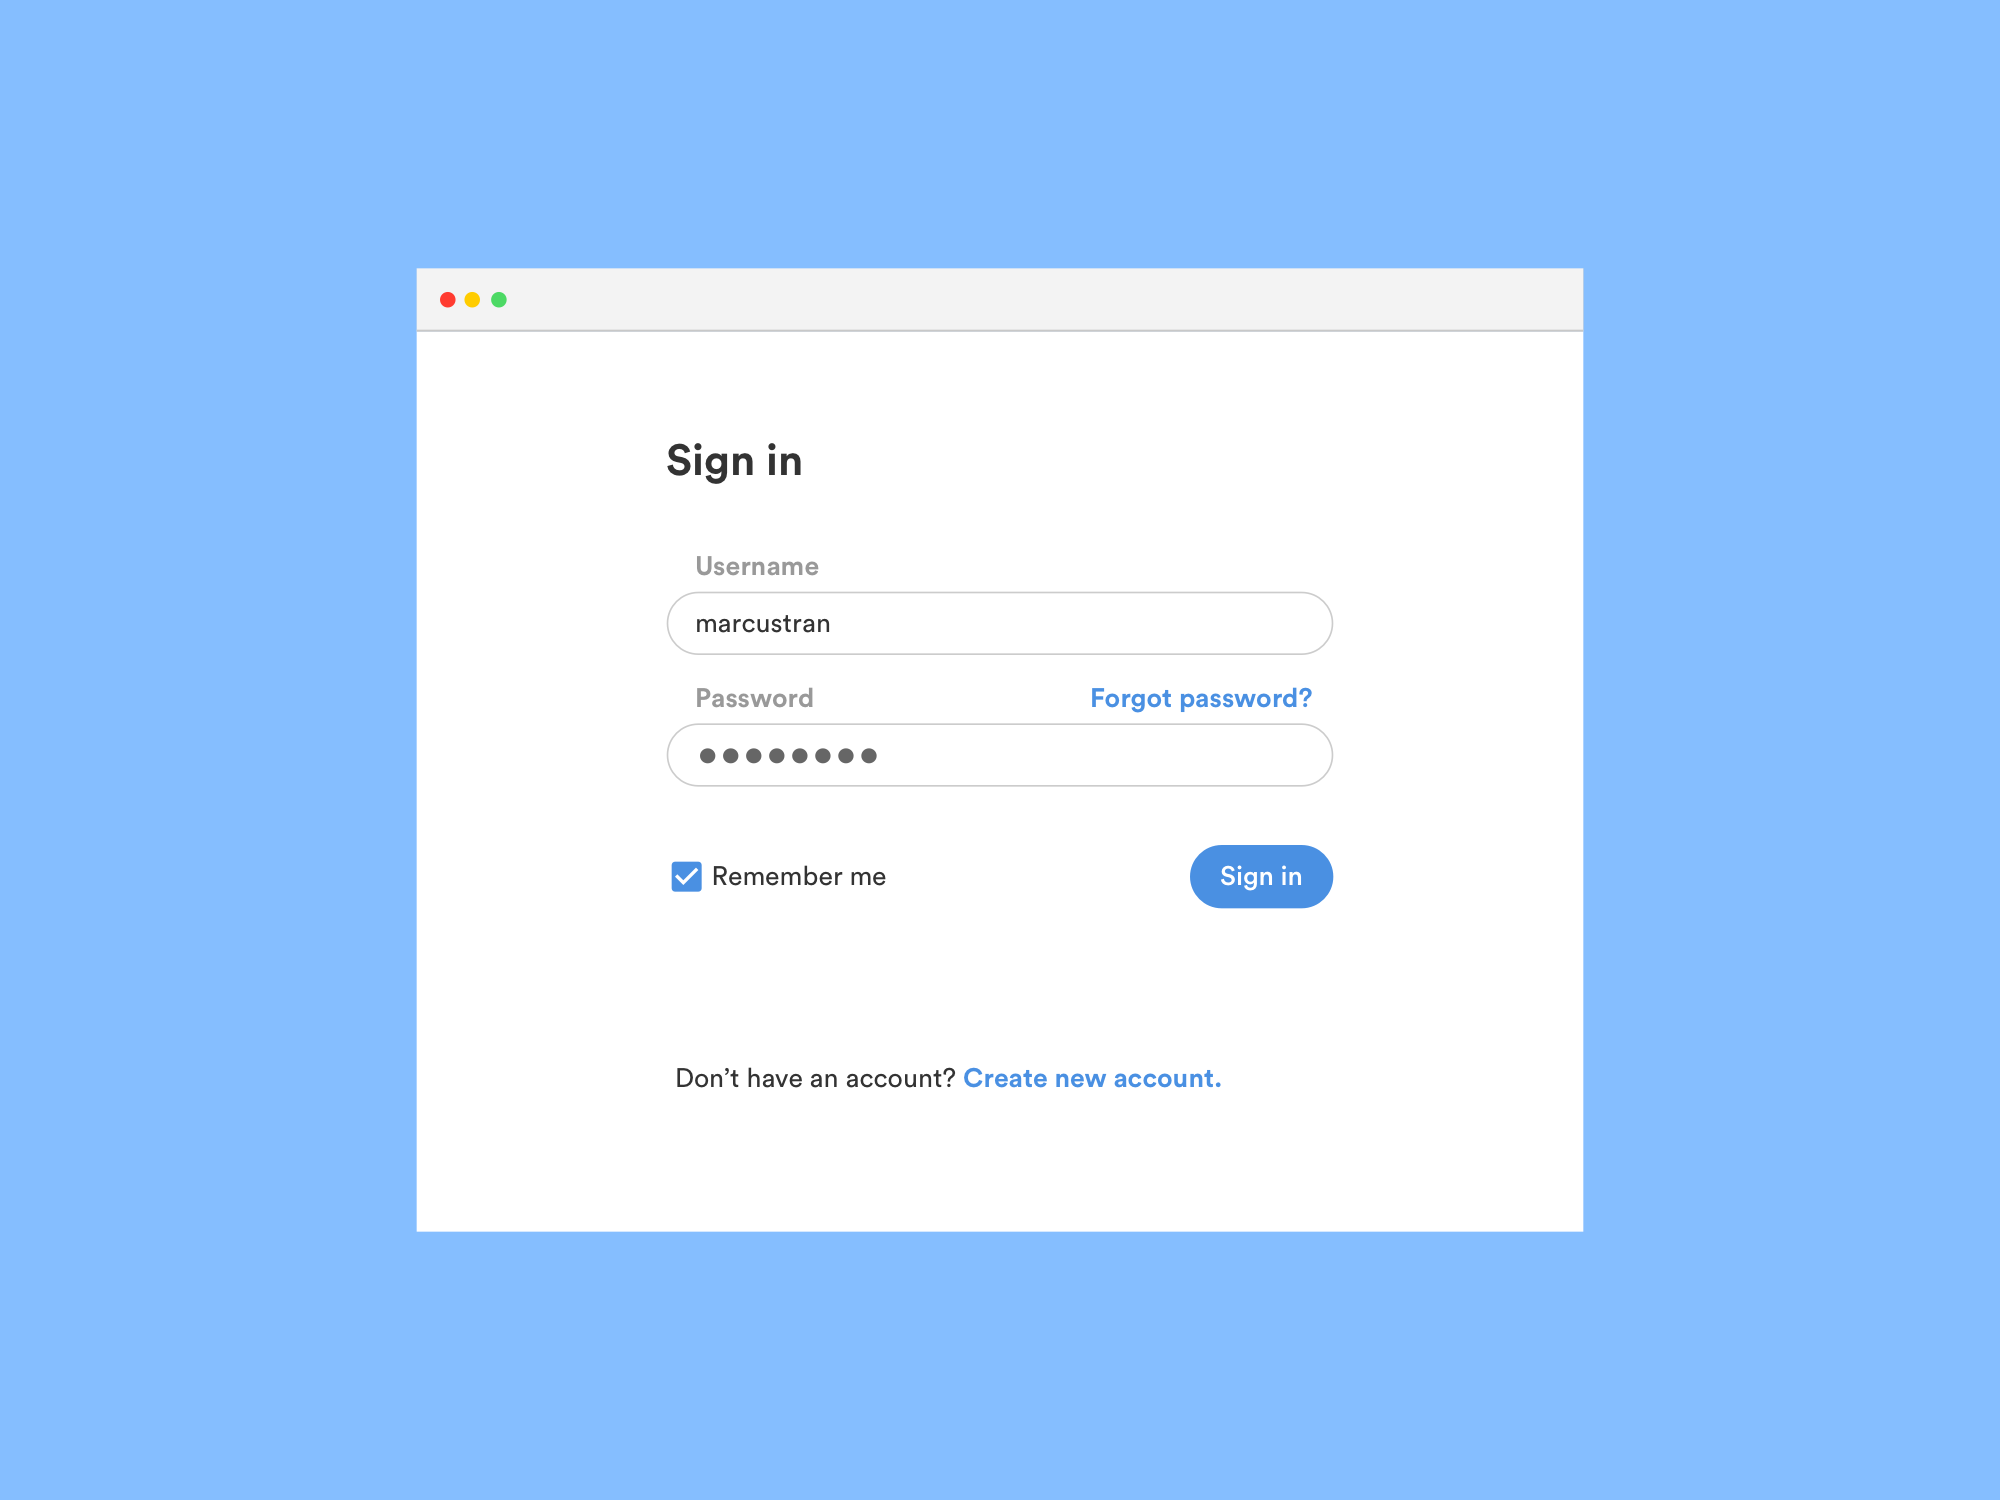 Sign in
Username
marcustran
Password Forgot password?
Remember me Sign in
Don’t have an account? Create new account.